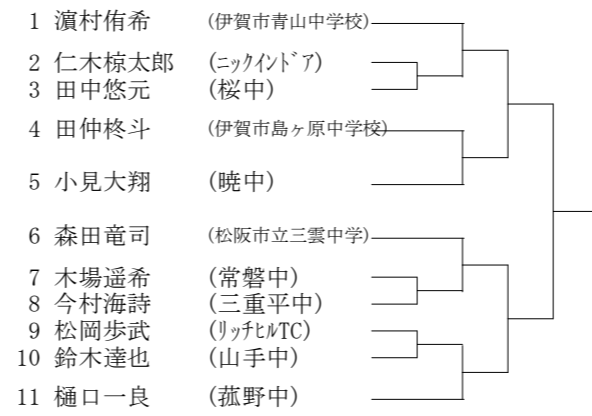 1 濵村侑希 (伊賀市青山中学校)
2 仁木椋太郎 (ﾆｯｸｲﾝﾄﾞｱ)
3 田中悠元 (桜中)
4 田仲柊斗 (伊賀市島ヶ原中学校)
5 小見大翔 (暁中)
6 森田竜司 (松阪市立三雲中学)
7 木場遥希 (常磐中)
8 今村海詩 (三重平中)
9 松岡歩武 (ﾘｯﾁﾋﾙTC)
10 鈴木達也 (山手中)
11 樋口一良 (菰野中)